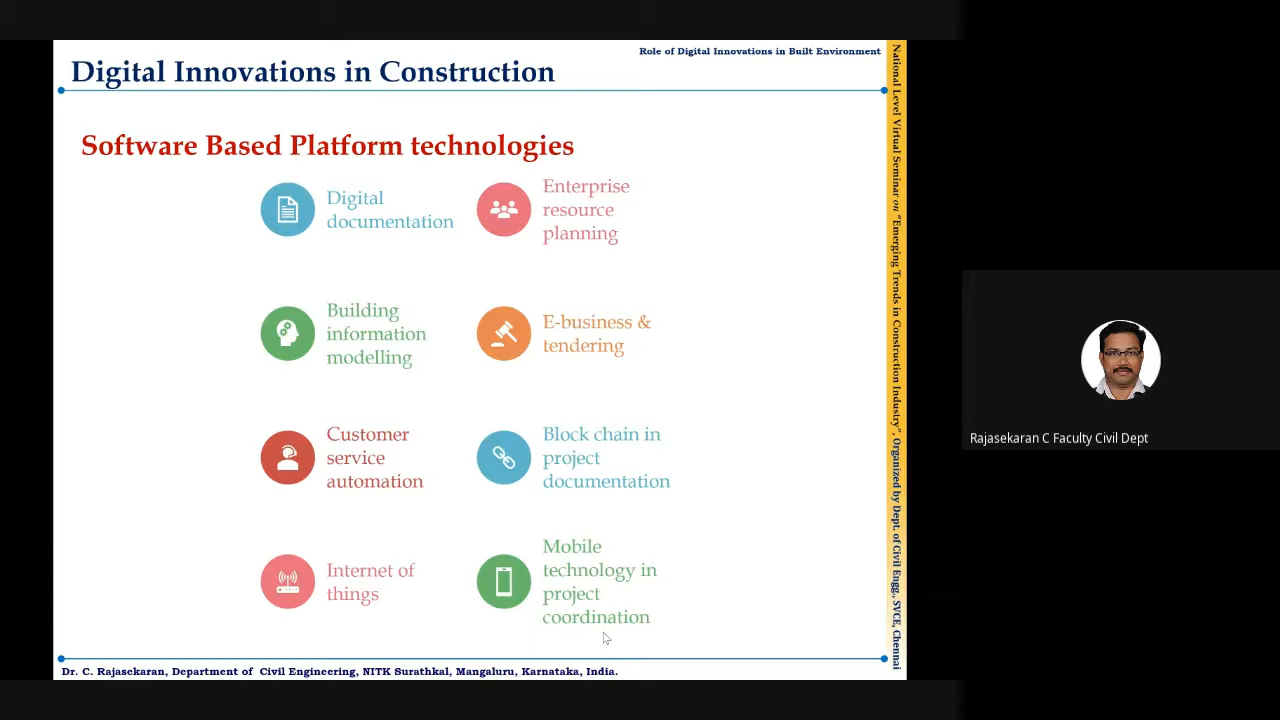 Role of Digital Innovations in Built Environment
Digital Innovations in Construction
Software Based Platform technologies
Digital
documentation
Enterprise
resource
planning
Building
information
modelling
E-business &
tendering
Customer
service
automation
Block chain in
project
documentation
Internet of
things
Mobile
technology in
project
coordination
Dr. C. Rajasekaran, Department of Civil Engineering, NITK Surathkal, Mangaluru, Karnataka, India.
National Level Virtual Seminar on "Emerging Trends in Construction Industry", Organized by Dept. of Civil Engg., SVCE, Chennai
Rajasekaran C Faculty Civil Dept